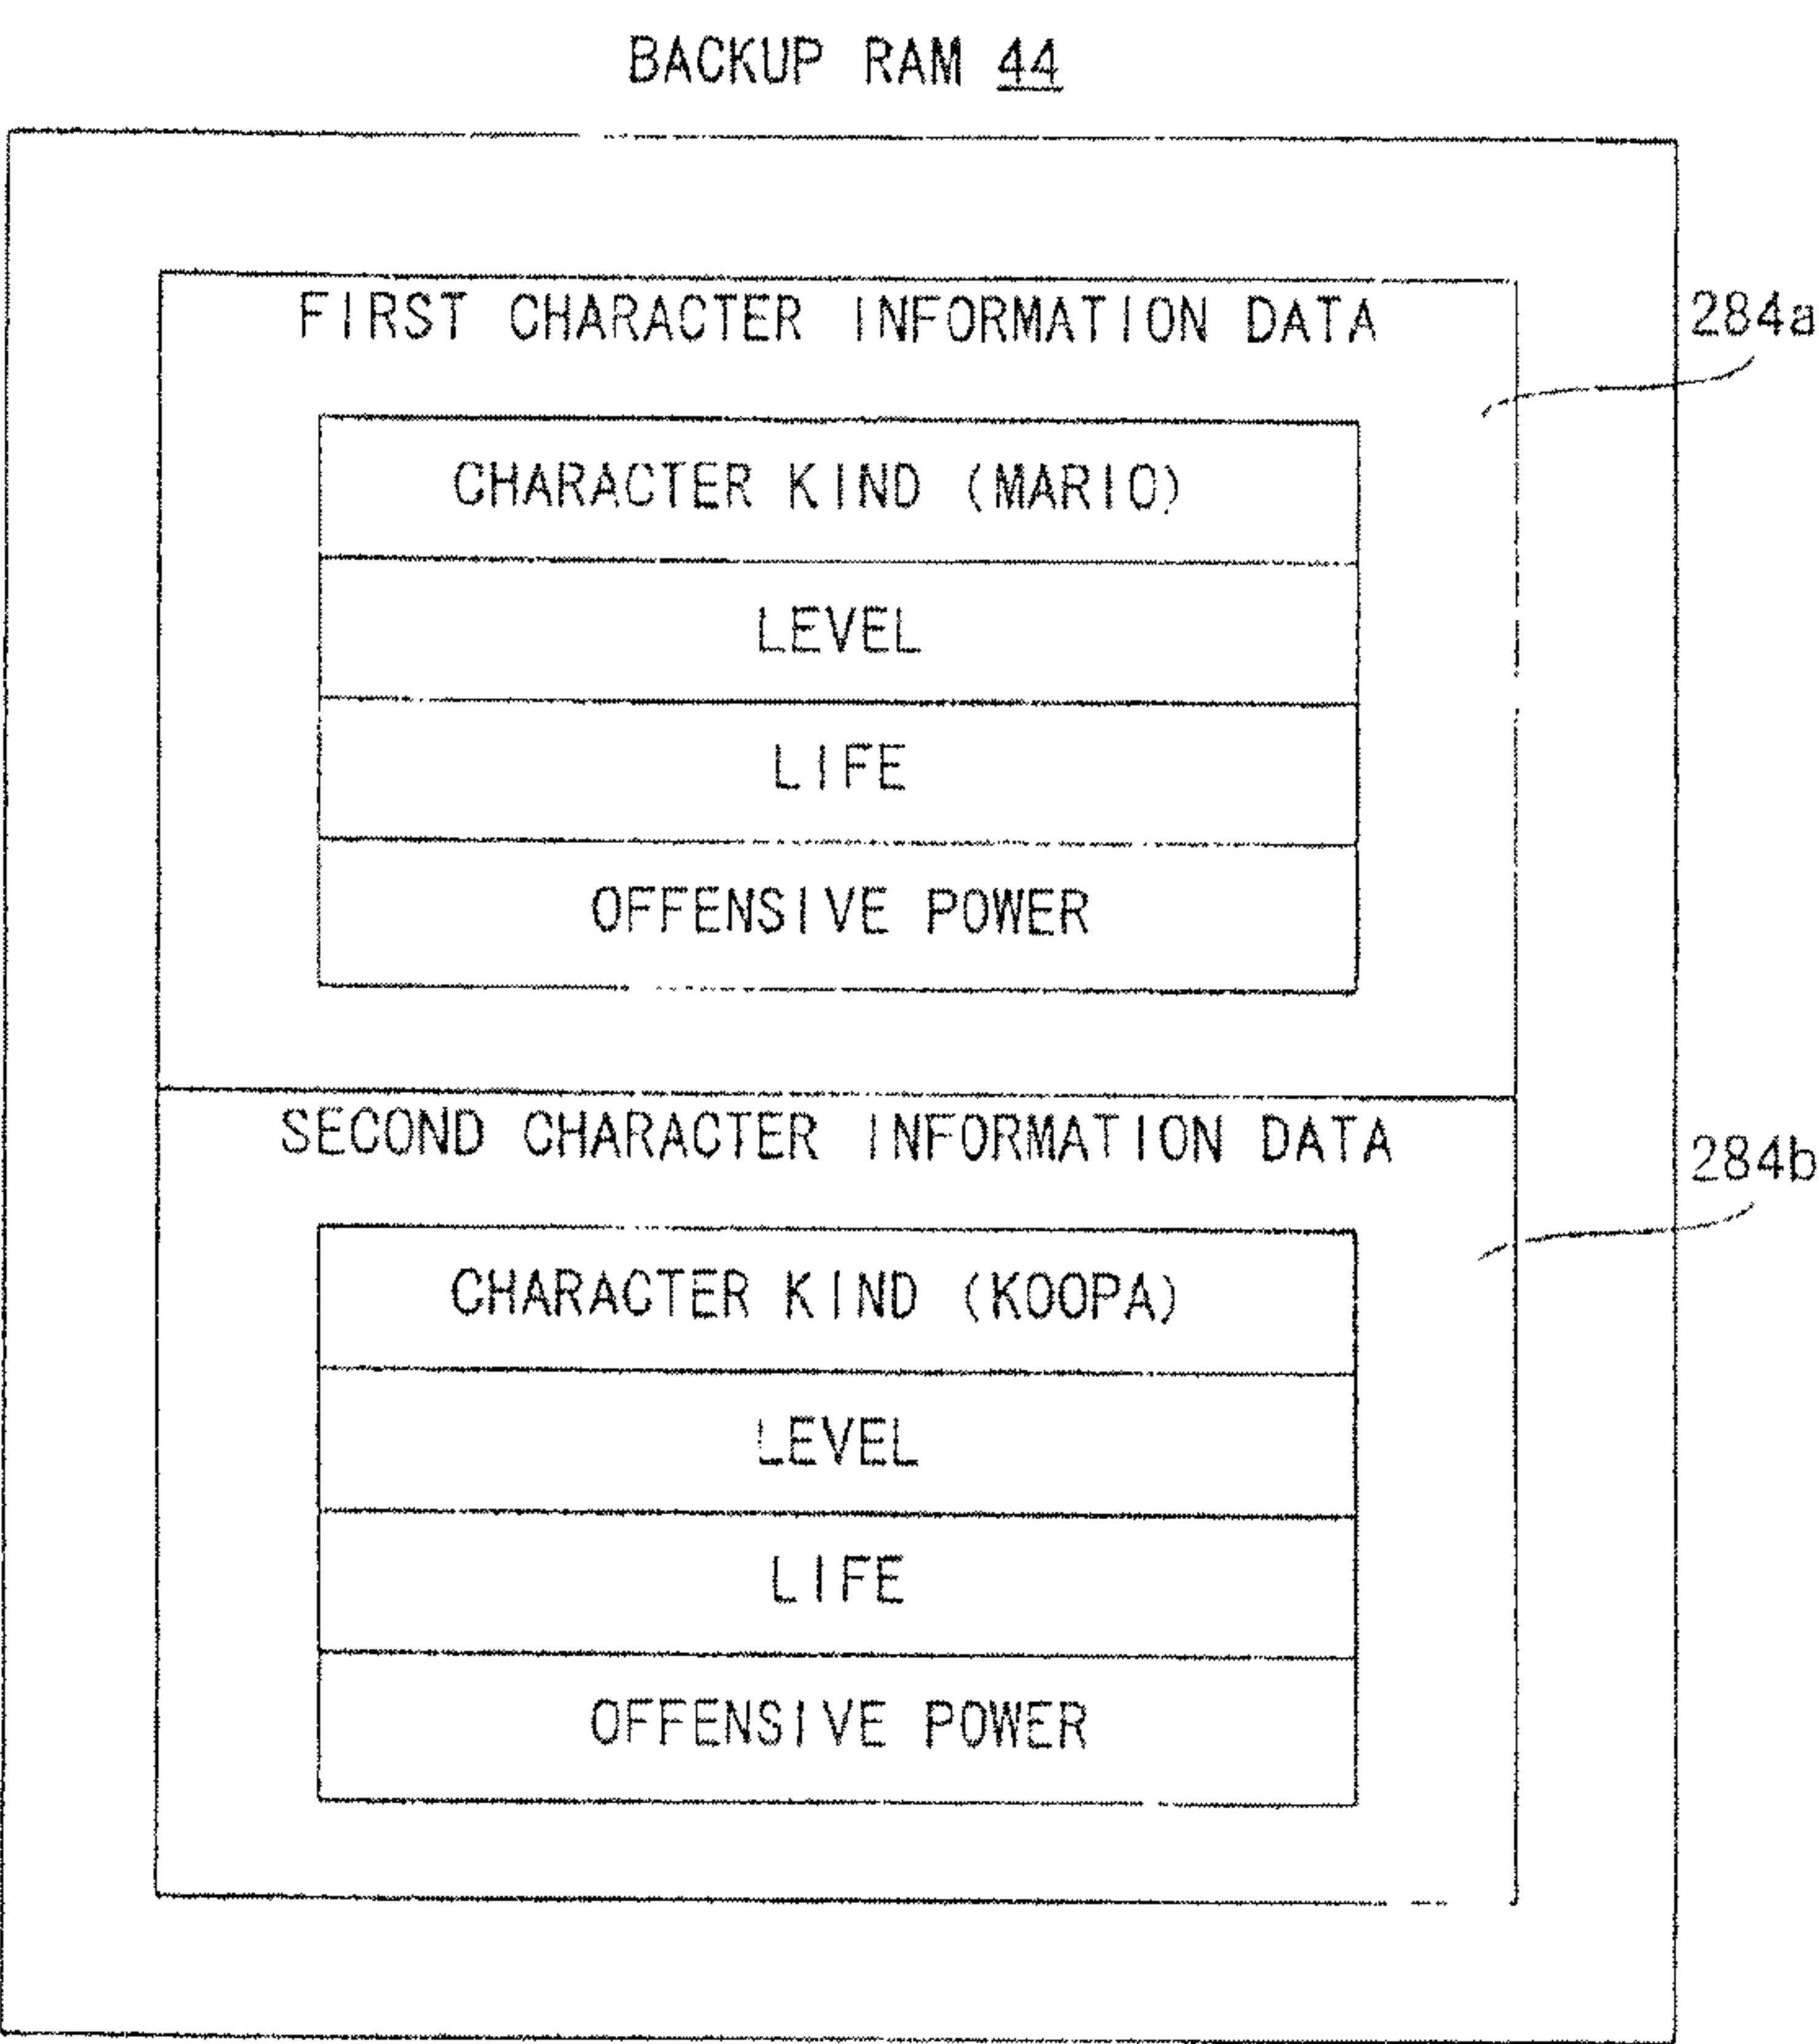 BACKUP RAM 44
FIRST CHARACTER INFORMATION DATA
284a
CHARACTER KIND (MARIO)
LEVEL
LIFE
OFFENSIVE POWER
SECOND CHARACTER INFORMATION DATA
284b
CHARACTER KIND (KOOPA)
LEVEL
LIFE
OFFENSIVE POWER